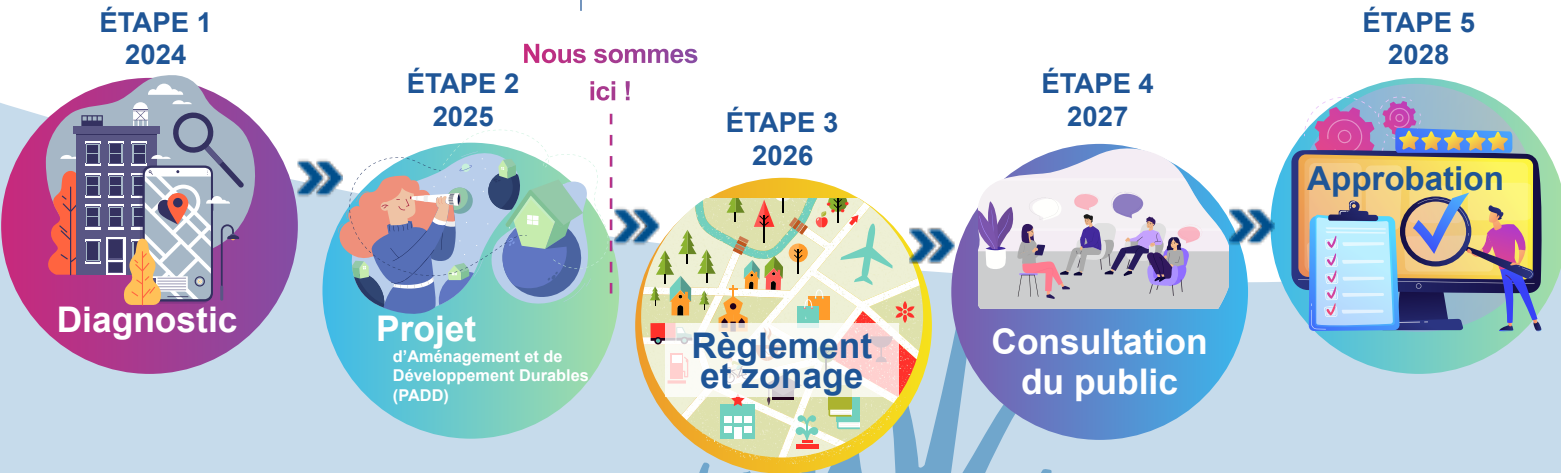 ÉTAPE 1
2024
Diagnostic
ÉTAPE 2
2025
Projet
d'Aménagement et de
Développement Durables
(PADD)
Nous sommes
ici !
ÉTAPE 3
2026
Règlement
et zonage
ÉTAPE 4
2027
Consultation
du public
ÉTAPE 5
2028
Approbation